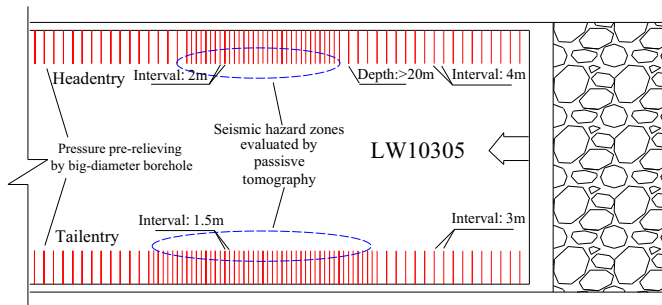 Headentry
Interval: 2m
Depth:>20m
Interval: 4m
Pressure pre-relieving
by big-diameter borehole
Seismic hazard zones
evaluated by
passisve
tomography
LW10305
Interval: 1.5m
Interval: 3m
Tailentry